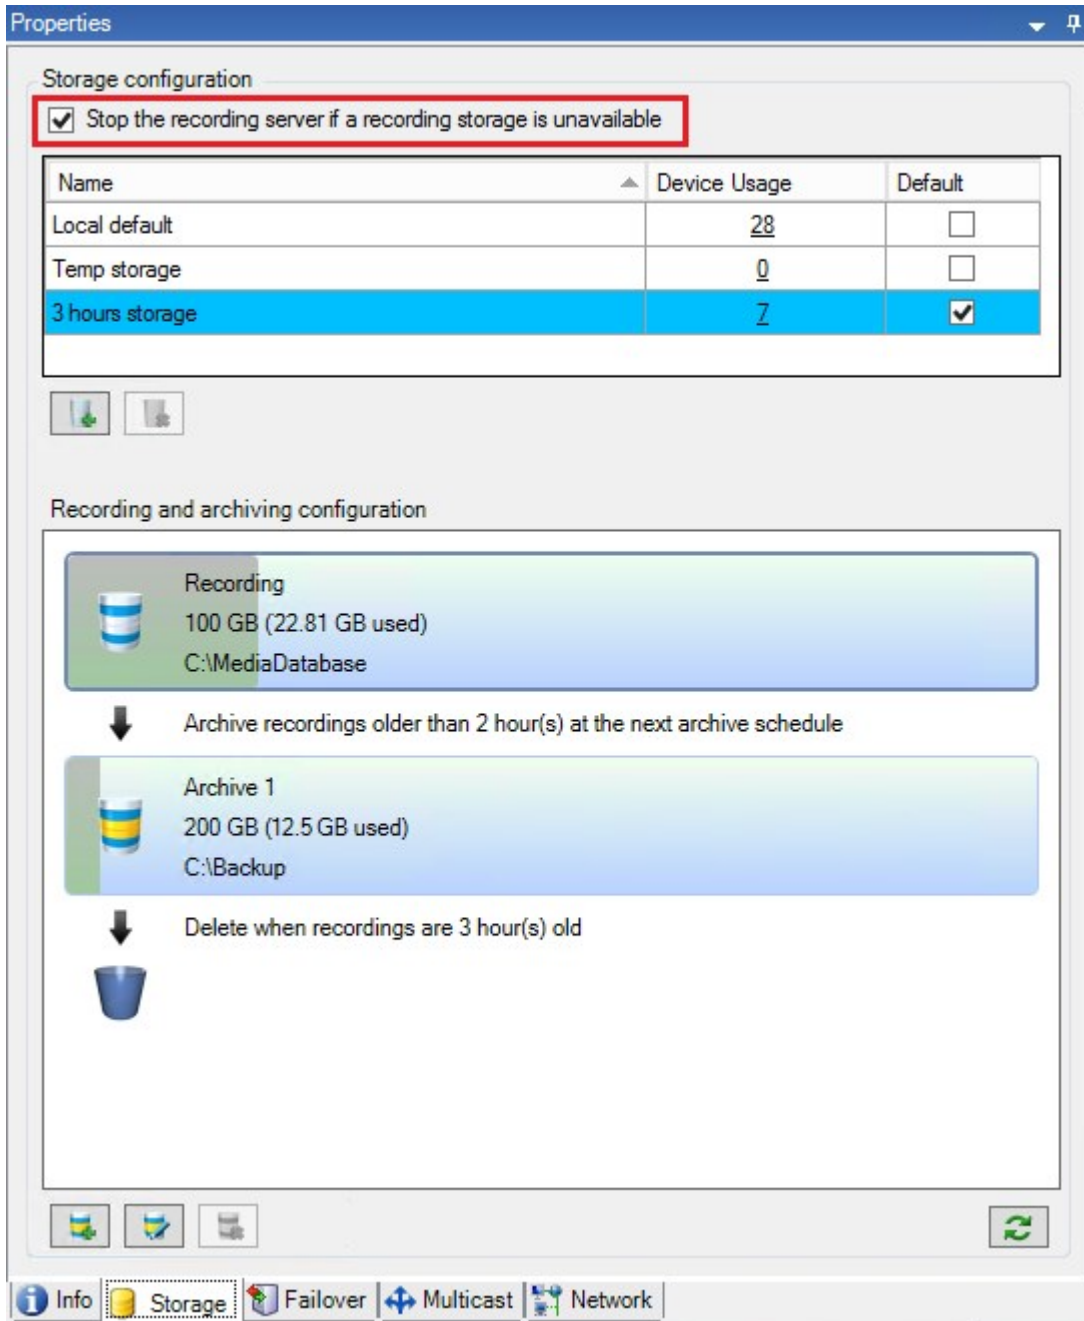 Properties
Storage configuration
Stop the recording server if a recording storage is unavailable
Name Device Usage Default
Local default 28
Temp storage 0
3 hours storage 7
Recording and archiving configuration
Recording
100 GB (22.81 GB used)
C:\MediaDatabase
Archive recordings older than 2 hour(s) at the next archive schedule
Archive 1
200 GB (12.5 GB used)
C:\Backup
Delete when recordings are 3 hour(s) old
Info Storage Failover Multicast Network